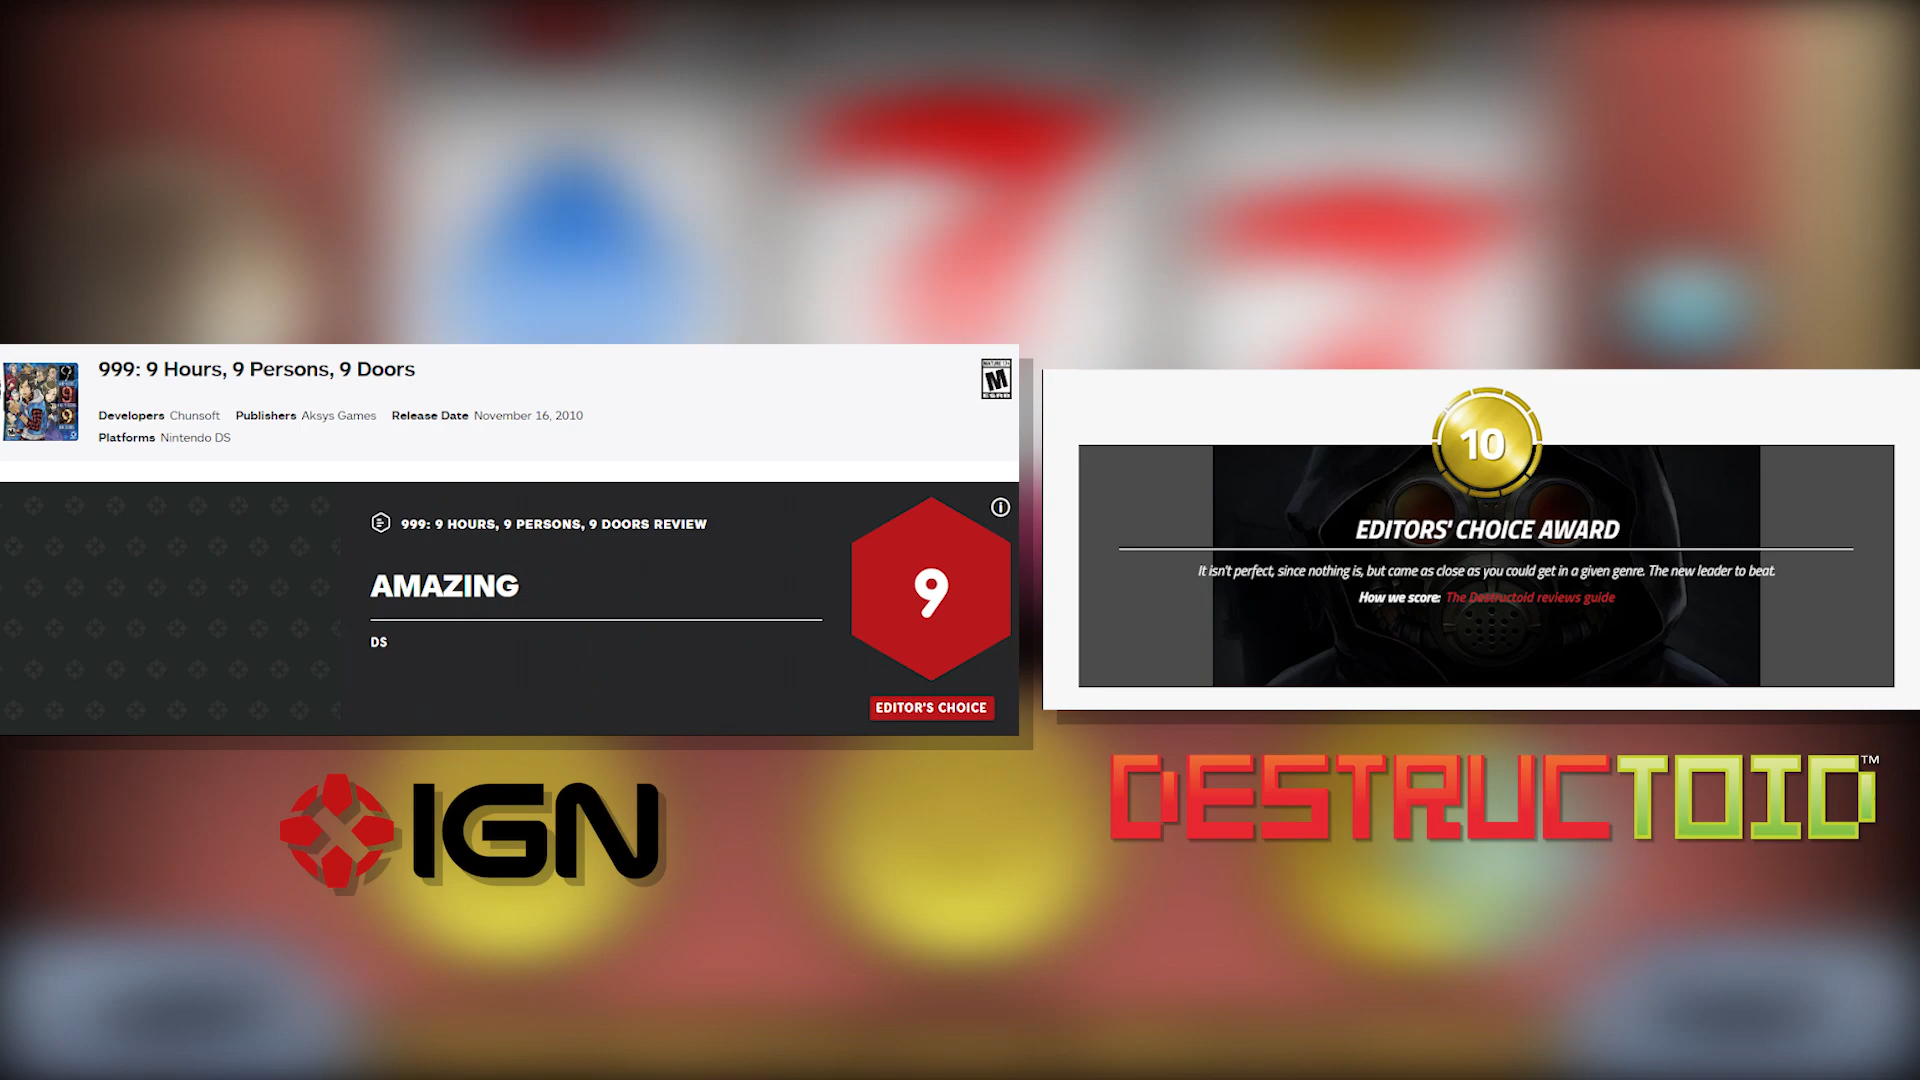 999: 9 Hours, 9 Persons, 9 Doors
Developers Chunsoft Publishers Aksys Games Release Date November 16, 2010
Platforms Nintendo DS
M
ESRB
999: 9 HOURS, 9 PERSONS, 9 DOORS REVIEW
AMAZING
DS
9
EDITOR'S CHOICE
IGN
10
EDITORS' CHOICE AWARD
It isn't perfect, since nothing is, but came as close as you could get in a given genre. The new leader to beat.
How we score: The Destructoid reviews guide
DESTRUCTOID™
7
7